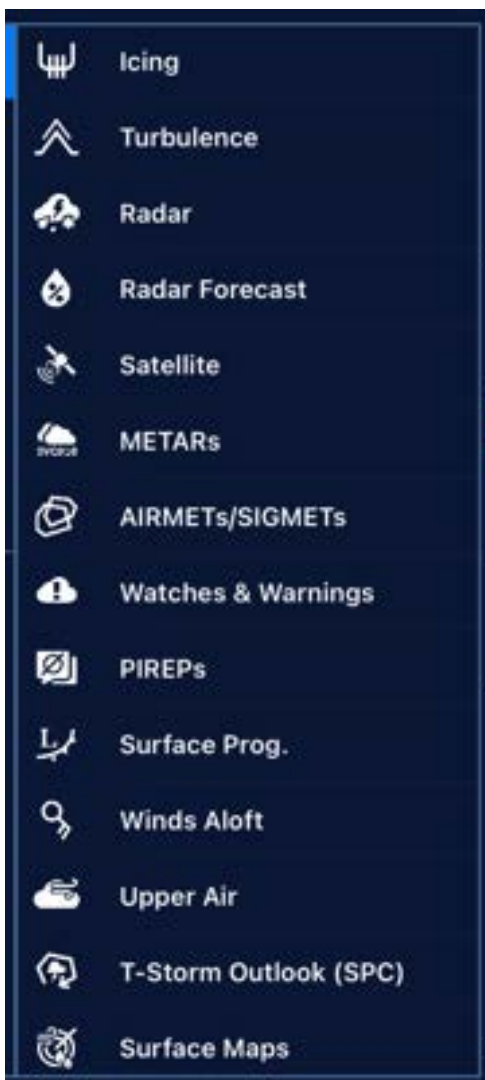 Icing
Turbulence
Radar
Radar Forecast
Satellite
METARs
AIRMETs/SIGMETs
Watches & Warnings
PIREPs
Surface Prog.
Winds Aloft
Upper Air
T-Storm Outlook (SPC)
Surface Maps